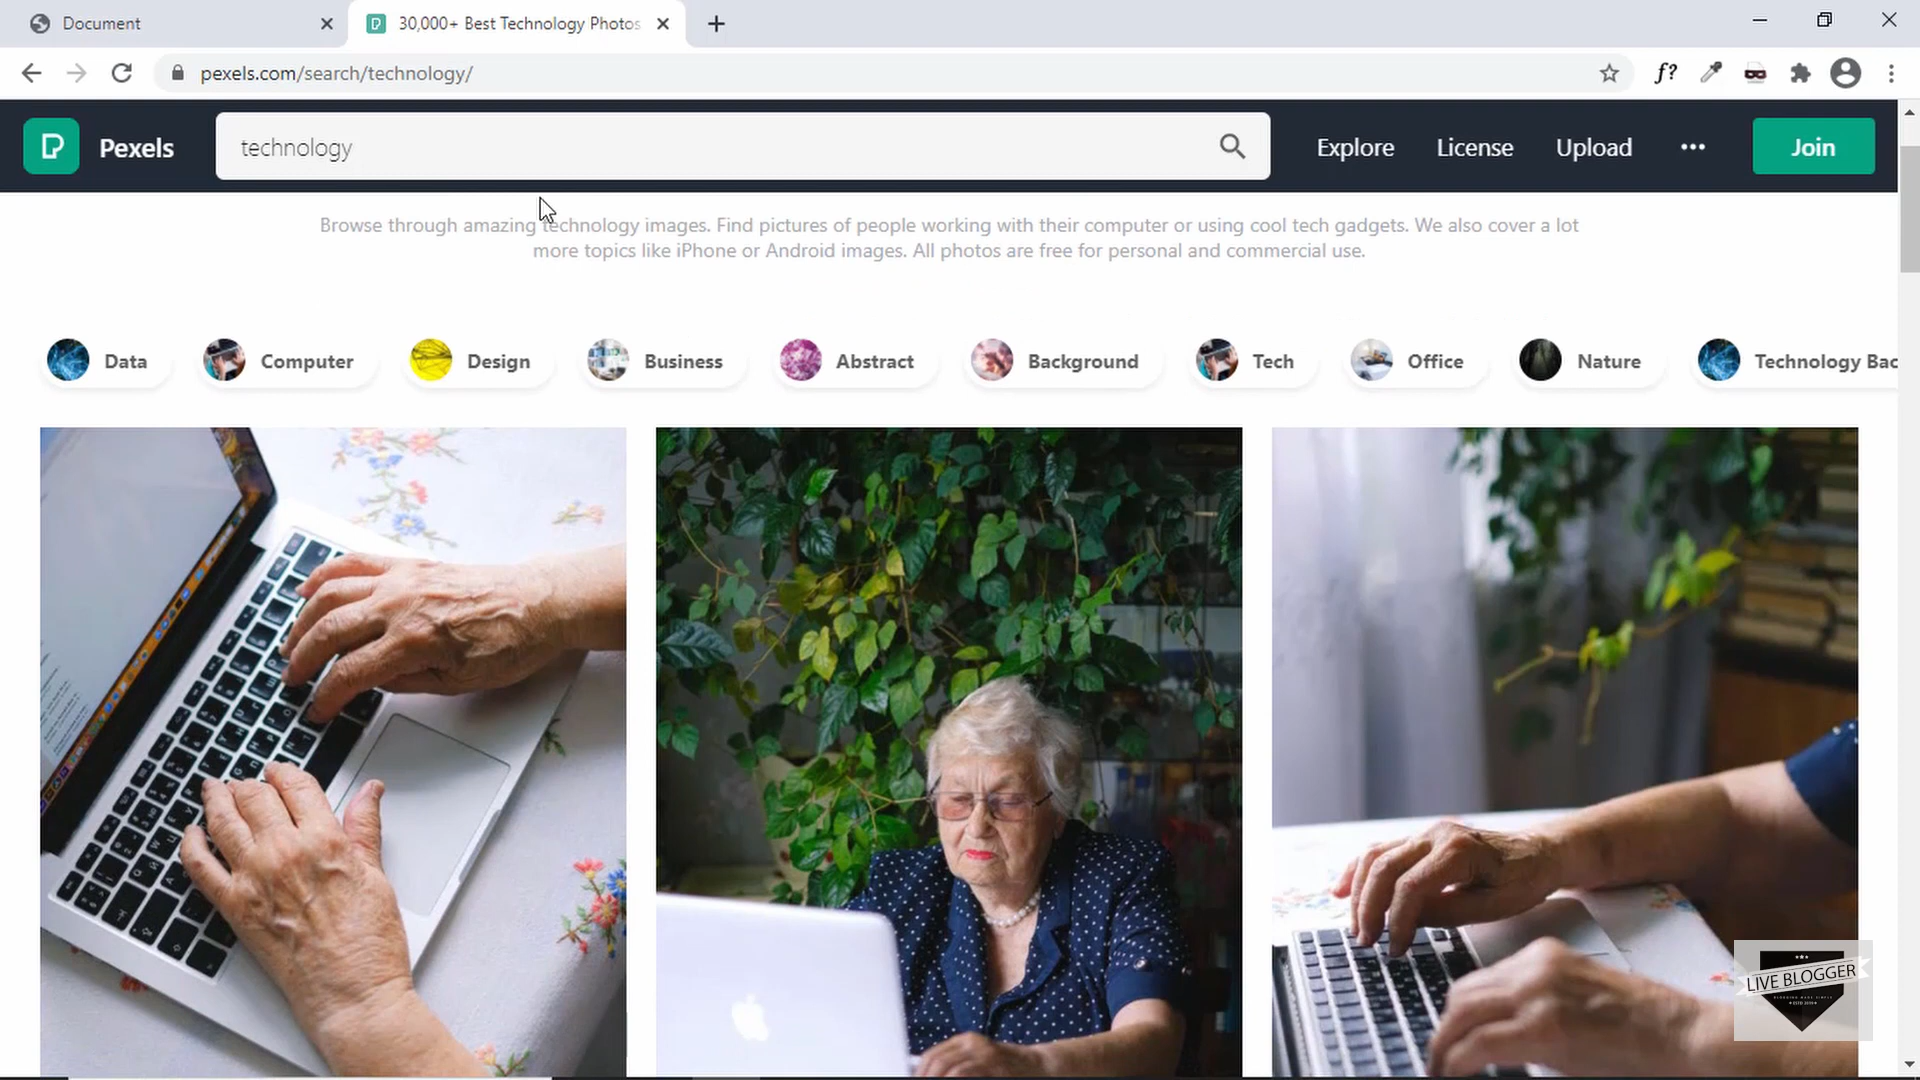 Document
30,000+ Best Technology Photos
pexels.com/search/technology/
f?
Pexels
technology
Explore
License
Upload
Join
Browse through amazing technology images. Find pictures of people working with their computer or using cool tech gadgets. We also cover a lot
more topics like iPhone or Android images. All photos are free for personal and commercial use.
Data
Computer
Design
Business
Abstract
Background
Tech
Office
Nature
Technology Bac
LIVE BLOGGER